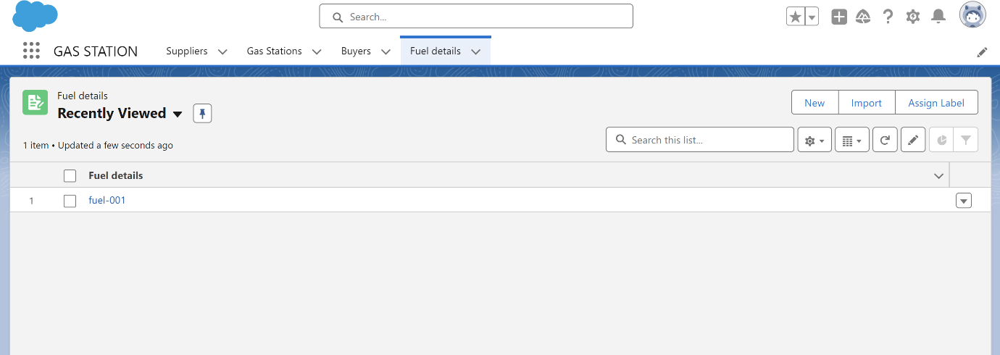 Search...
GAS STATION Suppliers Gas Stations Buyers Fuel details
Fuel details
Recently Viewed
New Import Assign Label
1 item • Updated a few seconds ago
Search this list...
Fuel details
1 fuel-001